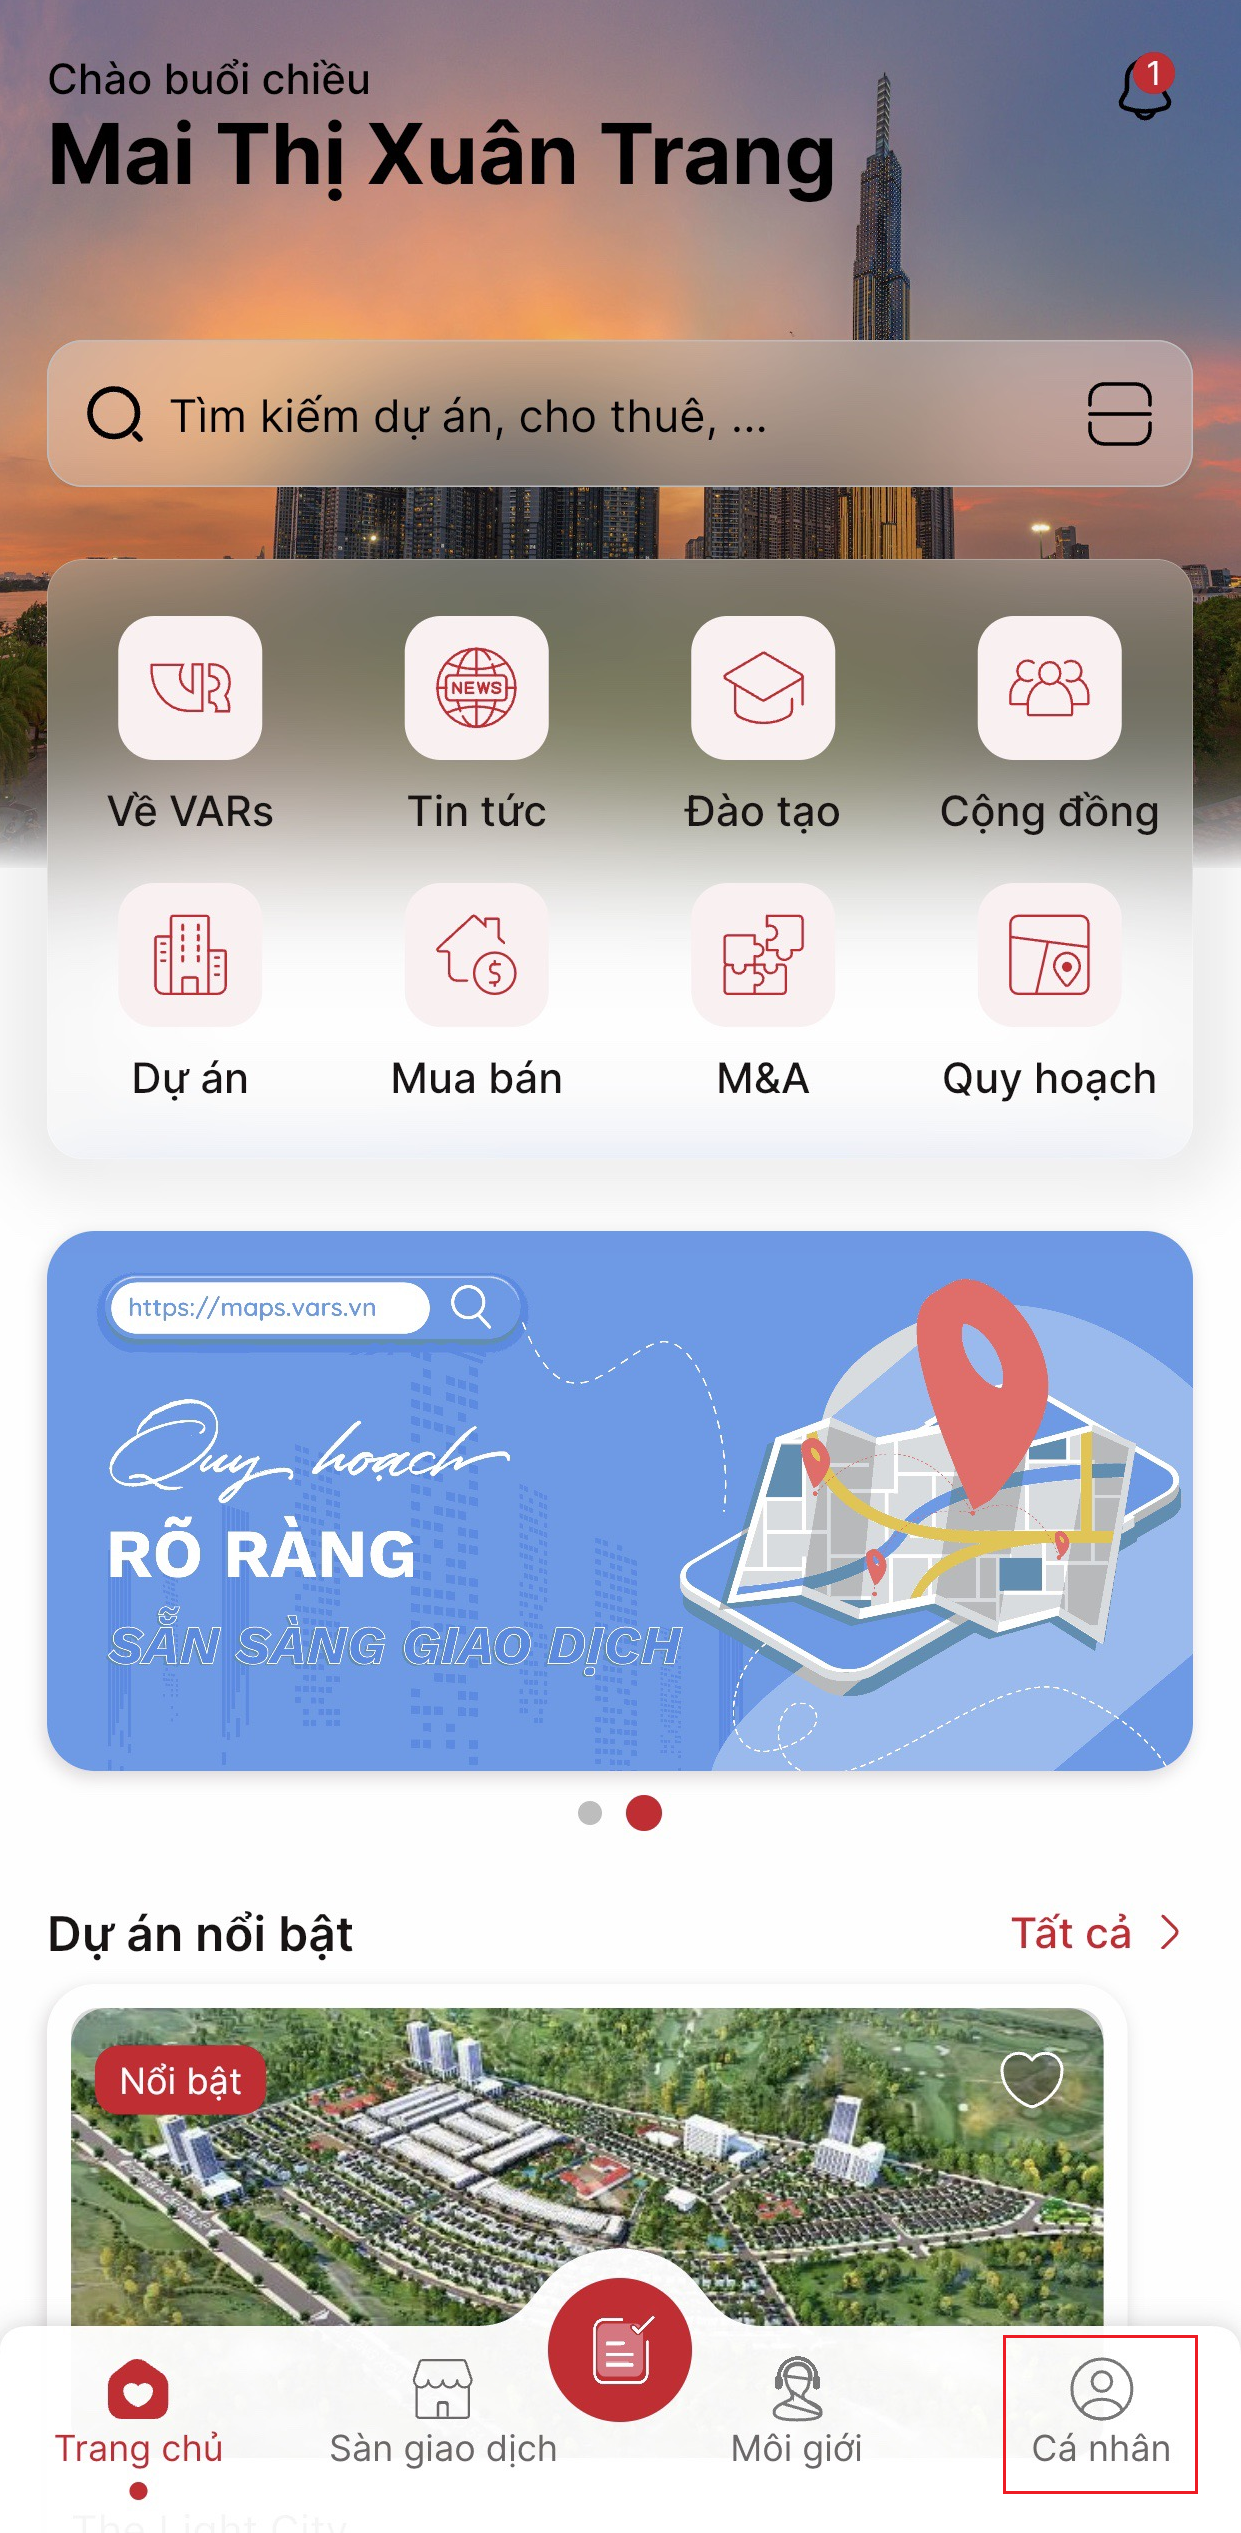 Chào buổi chiều
1
Mai Thị Xuân Trang
Tìm kiếm dự án, cho thuê, ...
NEWS
Về VARs
Tin tức
Đào tạo
Cộng đồng
$
Dự án
Mua bán
M&A
Quy hoạch
https://maps.vars.vn
Quy hoạch
RÕ RÀNG
SẴN SÀNG GIAO DỊCH
Dự án nổi bật
Tất cả
Nổi bật
Trang chủ
Sàn giao dịch
Môi giới
Cá nhân
The Light City